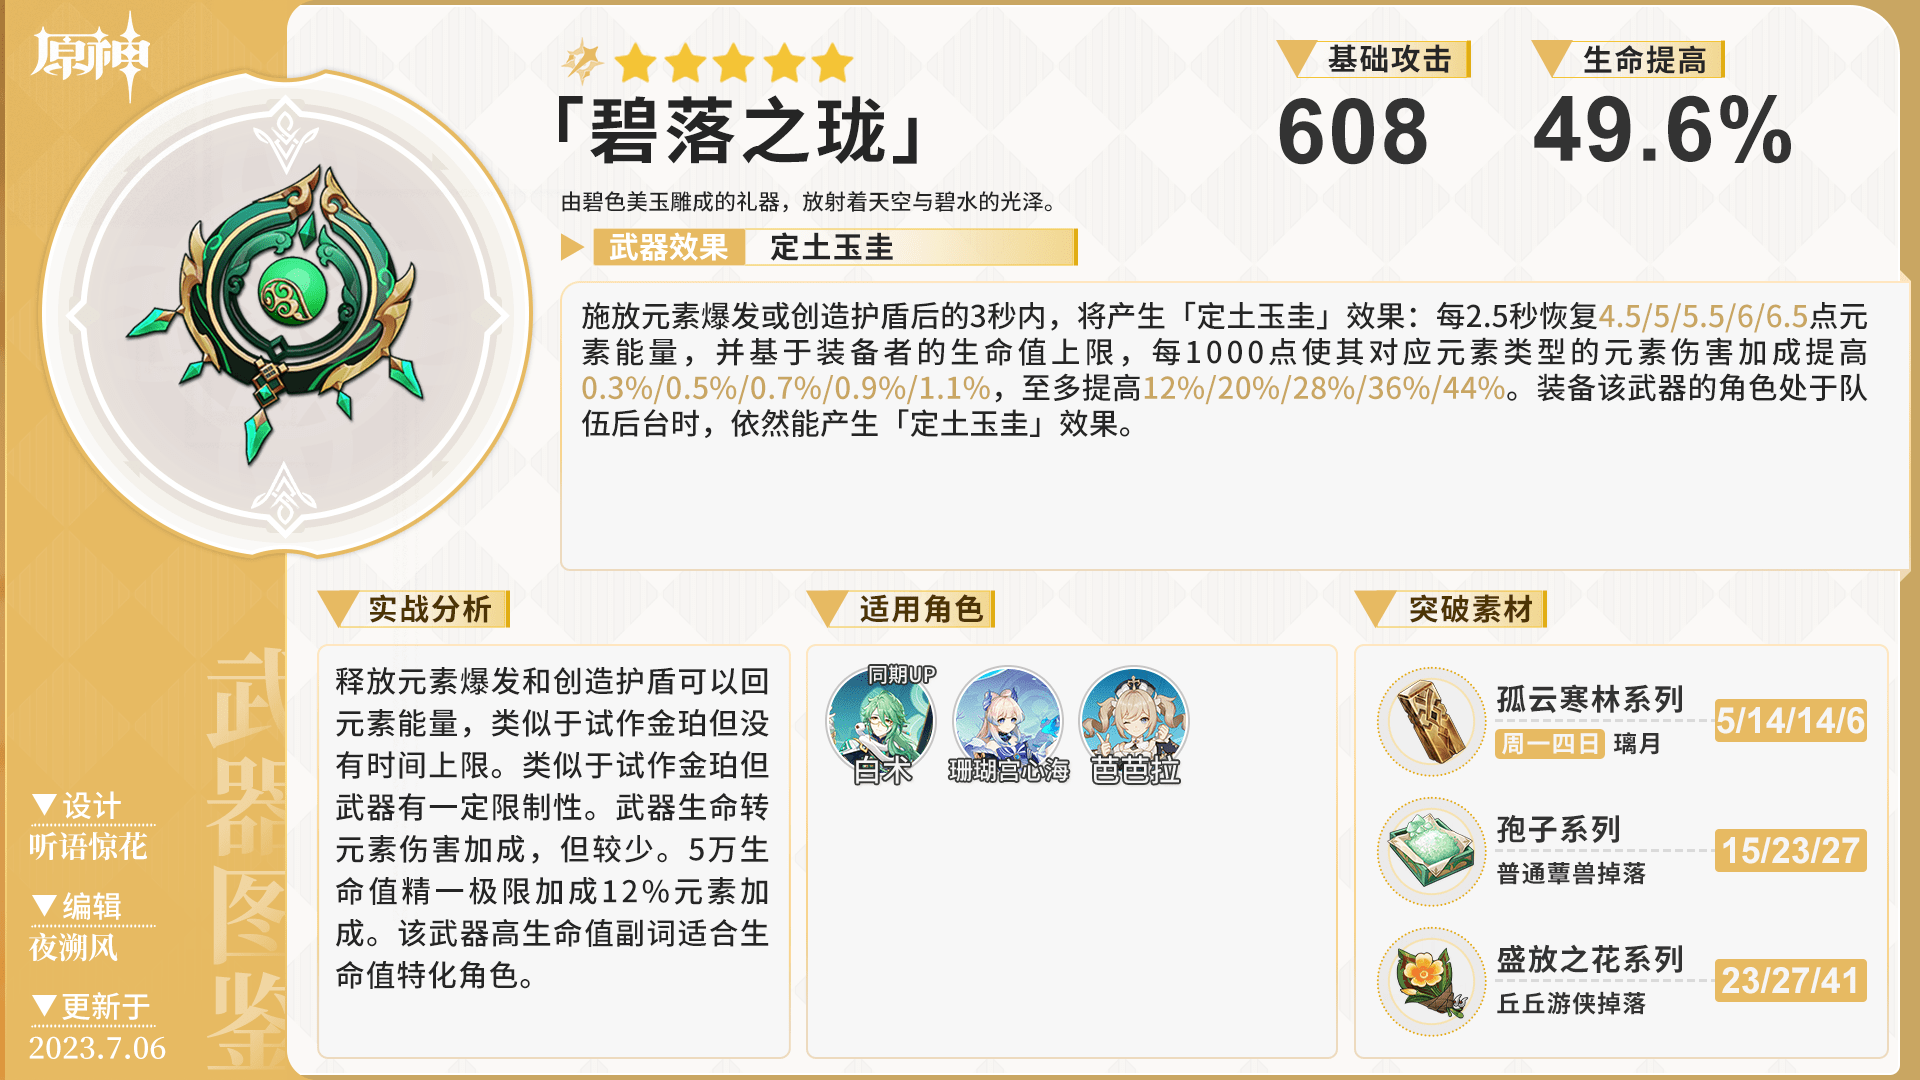 原神
「碧落之珑」
基础攻击
608
生命提高
49.6%
由碧色美玉雕成的礼器，放射着天空与碧水的光泽。
武器效果 定土玉圭
施放元素爆发或创造护盾后的3秒内，将产生「定土玉圭」效果：每2.5秒恢复4.5/5/5.5/6/6.5点元
素能量，并基于装备者的生命值上限，每1000点使其对应元素类型的元素伤害加成提高
0.3%/0.5%/0.7%/0.9%/1.1%，至多提高12%/20%/28%/36%/44%。装备该武器的角色处于队
伍后台时，依然能产生「定土玉圭」效果。
实战分析
释放元素爆发和创造护盾可以回
元素能量，类似于试作金珀但没
有时间上限。类似于试作金珀但
武器有一定限制性。武器生命转
元素伤害加成，但较少。5万生
命值精一极限加成12%元素加
成。该武器高生命值副词适合生
命值特化角色。
适用角色
同期UP
白术
珊瑚宫心海
芭芭拉
突破素材
孤云寒林系列
周一四日 璃月
5/14/14/6
孢子系列
普通蕈兽掉落
15/23/27
盛放之花系列
丘丘游侠掉落
23/27/41
武器图鉴
▼设计
听语惊花
▼编辑
夜溯风
▼更新于
2023.7.06